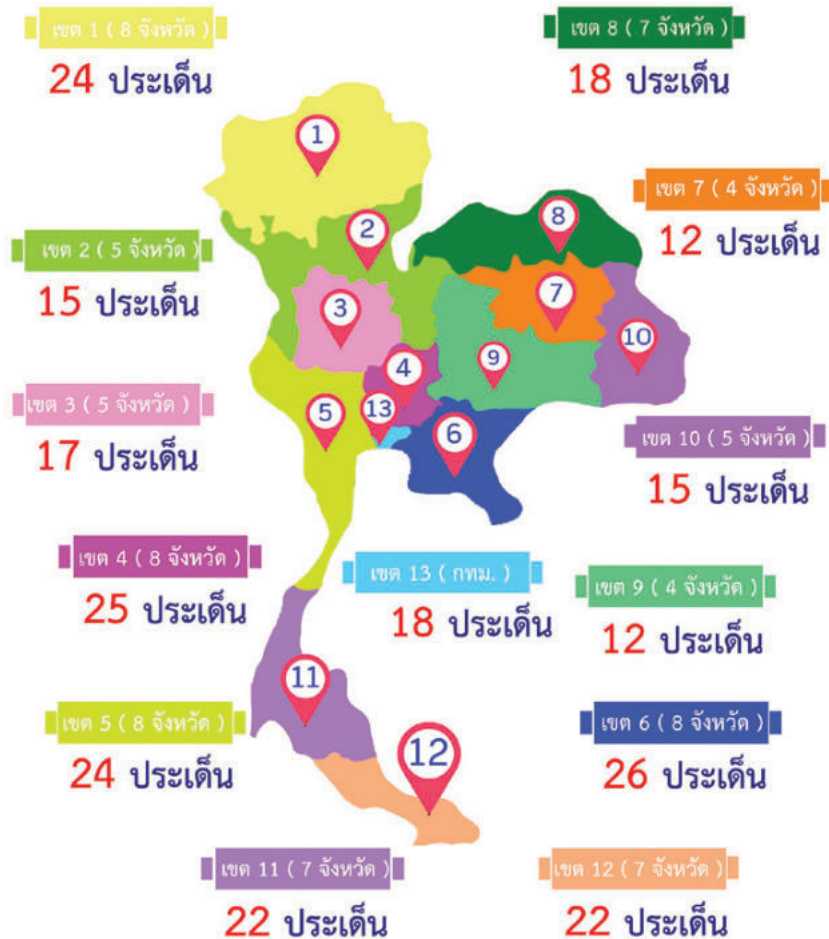 เขต 1 ( 8 จังหวัด )
24 ประเด็น
เขต 8 ( 7 จังหวัด )
18 ประเด็น
1
เขต 7 ( 4 จังหวัด )
12 ประเด็น
8
2
เขต 2 ( 5 จังหวัด )
15 ประเด็น
7
3
10
9
4
13
5
6
เขต 3 ( 5 จังหวัด )
17 ประเด็น
เขต 10 ( 5 จังหวัด )
15 ประเด็น
เขต 4 ( 8 จังหวัด )
25 ประเด็น
เขต 13 ( กทม. )
18 ประเด็น
เขต 9 ( 4 จังหวัด )
12 ประเด็น
11
12
เขต 5 ( 8 จังหวัด )
24 ประเด็น
เขต 6 ( 8 จังหวัด )
26 ประเด็น
เขต 11 ( 7 จังหวัด )
22 ประเด็น
เขต 12 ( 7 จังหวัด )
22 ประเด็น